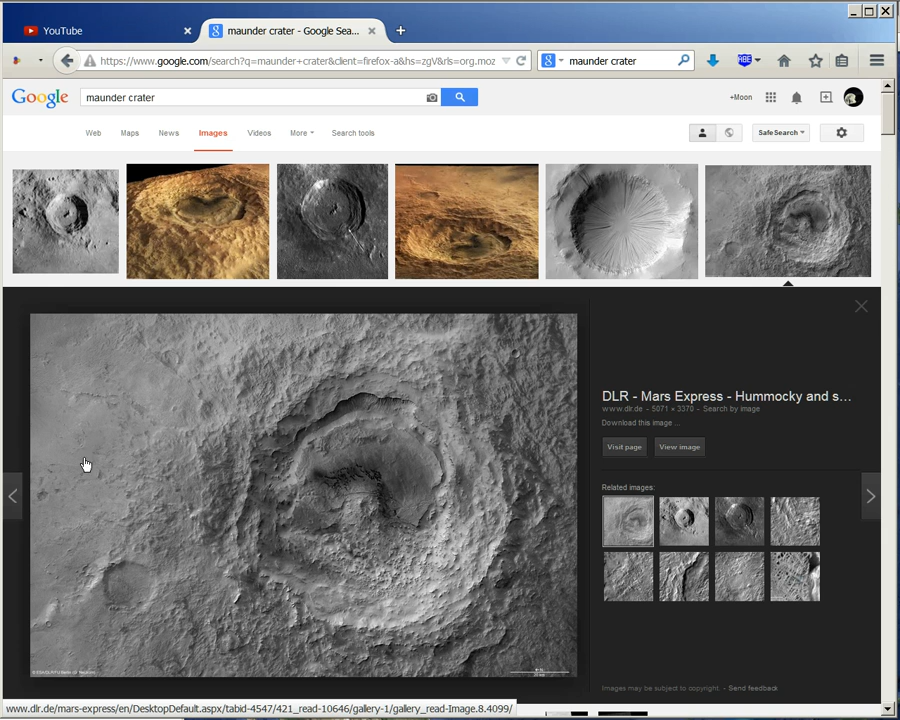 YouTube
maunder crater - Google Sea...
https://www.google.com/search?q=maunder+crater&client=firefox-a&hs=zgV&rls=org.moz
maunder crater
ABE
Google
maunder crater
+Moon
Web Maps News Images Videos More Search tools
SafeSearch
DLR - Mars Express - Hummocky and s...
www.dlr.de - 5071 × 3370 - Search by image
Download this image ...
Visit page
View image
Related images:
Images may be subject to copyright. - Send feedback
www.dlr.de/mars-express/en/DesktopDefault.aspx/tabid-4547/421_read-10646/gallery-1/gallery_read-Image.8.4099/